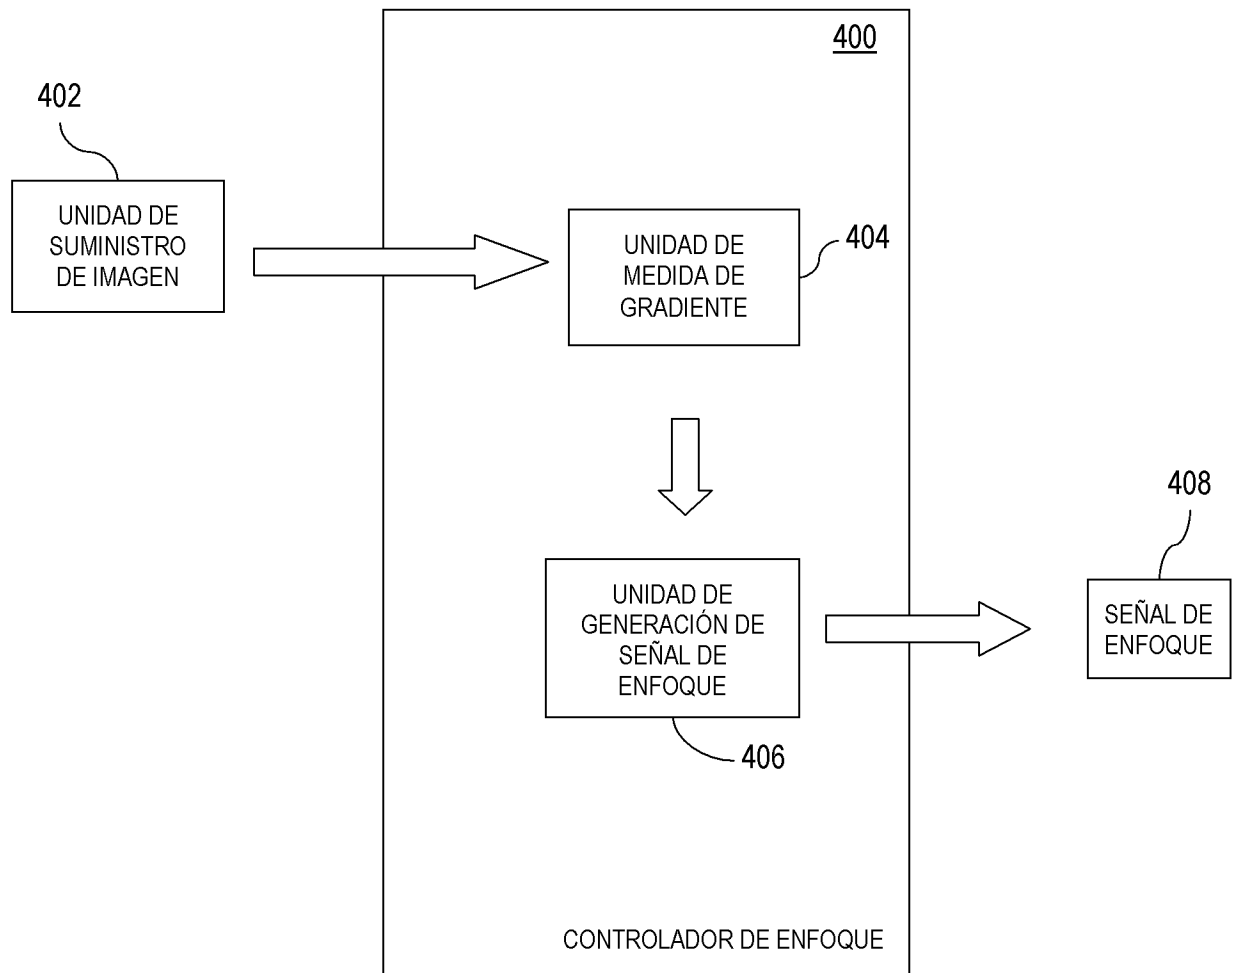 400
402
UNIDAD DE
SUMINISTRO
DE IMAGEN
UNIDAD DE
MEDIDA DE
GRADIENTE
404
408
UNIDAD DE
GENERACIÓN DE
SEÑAL DE
ENFOQUE
SEÑAL DE
ENFOQUE
406
CONTROLADOR DE ENFOQUE